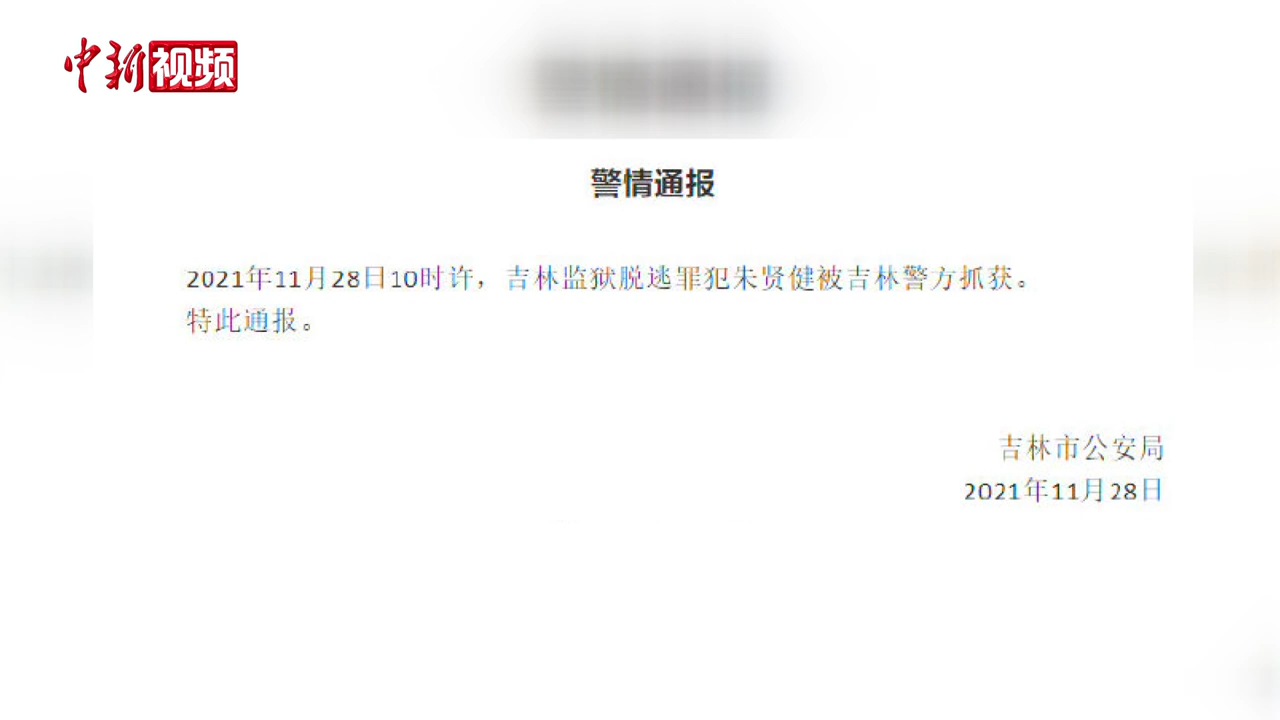 中新视频
警情通报
2021年11月28日10时许，吉林监狱脱逃罪犯朱贤健被吉林警方抓获。
特此通报。
吉林市公安局
2021年11月28日